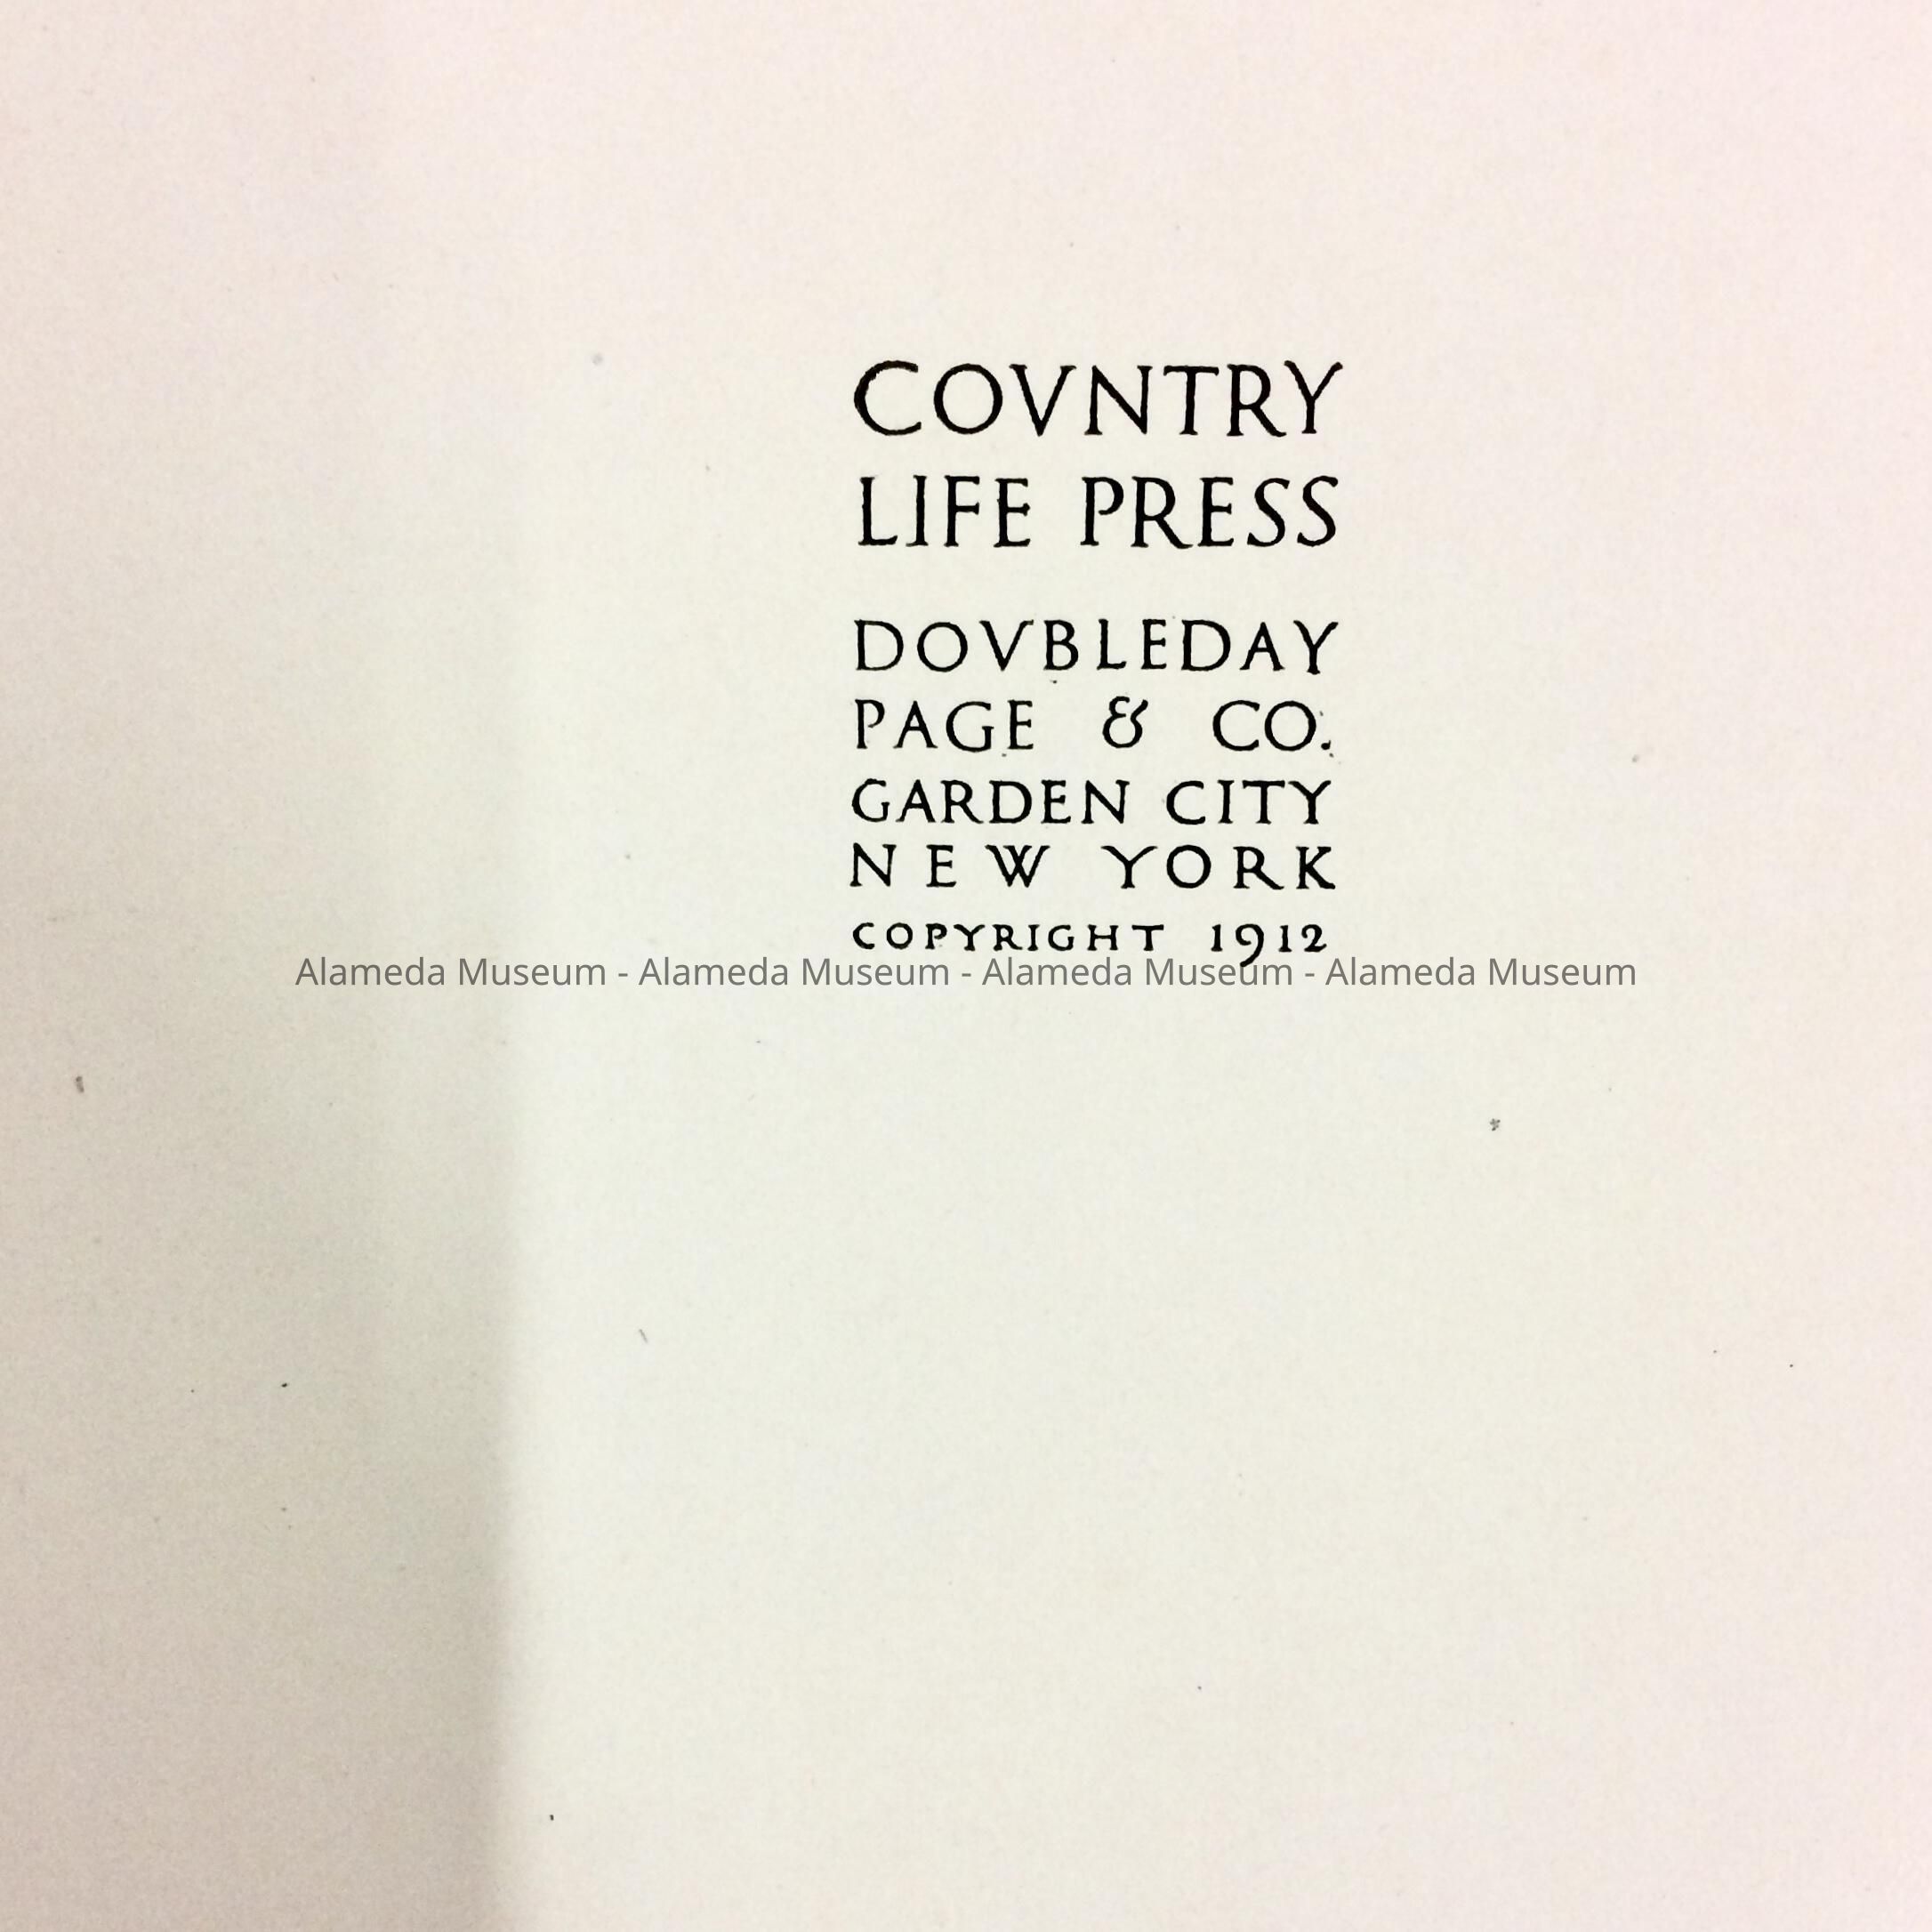 COVNTRY
LIFE PRESS
DOVBLEDAY
PAGE & CO.
GARDEN CITY
NEW YORK
COPYRIGHT 1912
Alameda Museum - Alameda Museum - Alameda Museum - Alameda Museum